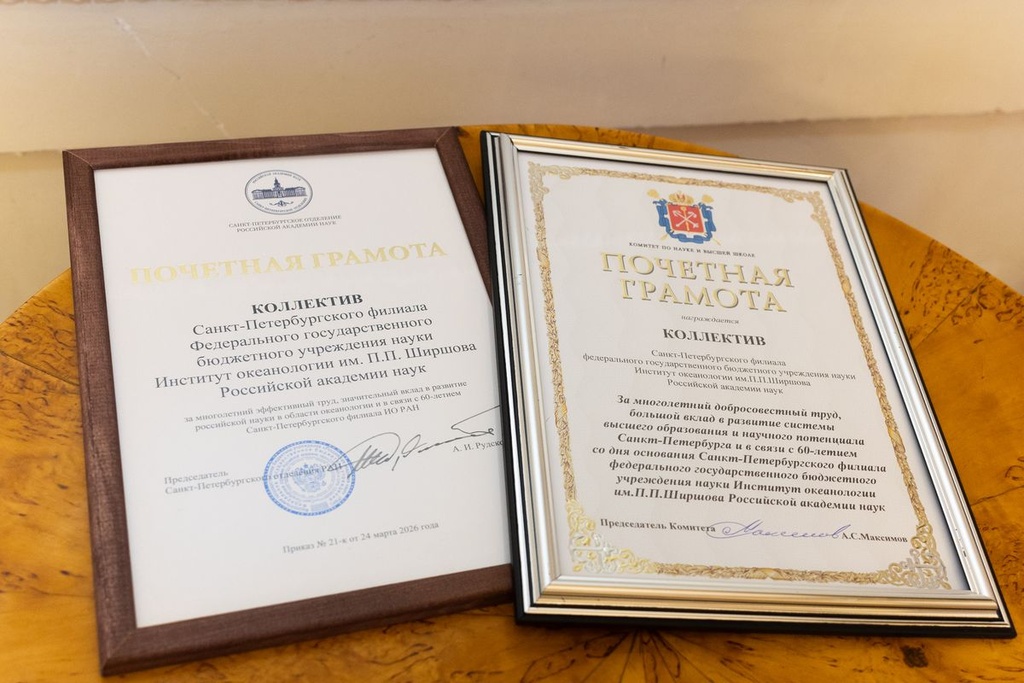 САНКТ-ПЕТЕРБУРГСКОЕ ОТДЕЛЕНИЕ
РОССИЙСКОЙ АКАДЕМИИ НАУК
ПОЧЕТНАЯ ГРАМОТА
КОЛЛЕКТИВ
Санкт-Петербургского филиала
Федерального государственного
бюджетного учреждения науки
Институт океанологии им. П.П. Ширшова
Российской академии наук
за многолетний эффективный труд, значительный вклад в развитие
российской науки в области океанологии и в связи с 60-летием
Санкт-Петербургского филиала ИО РАН
Председатель
Санкт-Петербургского отделения РАН
А. И. Рудско
Приказ № 21-к от 24 марта 2026 года
КОМИТЕТ ПО НАУКЕ И ВЫСШЕЙ ШКОЛЕ
ПОЧЕТНАЯ
ГРАМОТА
награждается
КОЛЛЕКТИВ
Санкт-Петербургского филиала
федерального государственного бюджетного учреждения науки
Институт океанологии им.П.П.Ширшова
Российской академии наук
За многолетний добросовестный труд,
большой вклад в развитие системы
высшего образования и научного потенциала
Санкт-Петербурга и в связи с 60-летием
со дня основания Санкт-Петербургского филиала
федерального государственного бюджетного
учреждения науки Институт океанологии
им.П.П.Ширшова Российской академии наук
Председатель Комитета А.С.Максимов